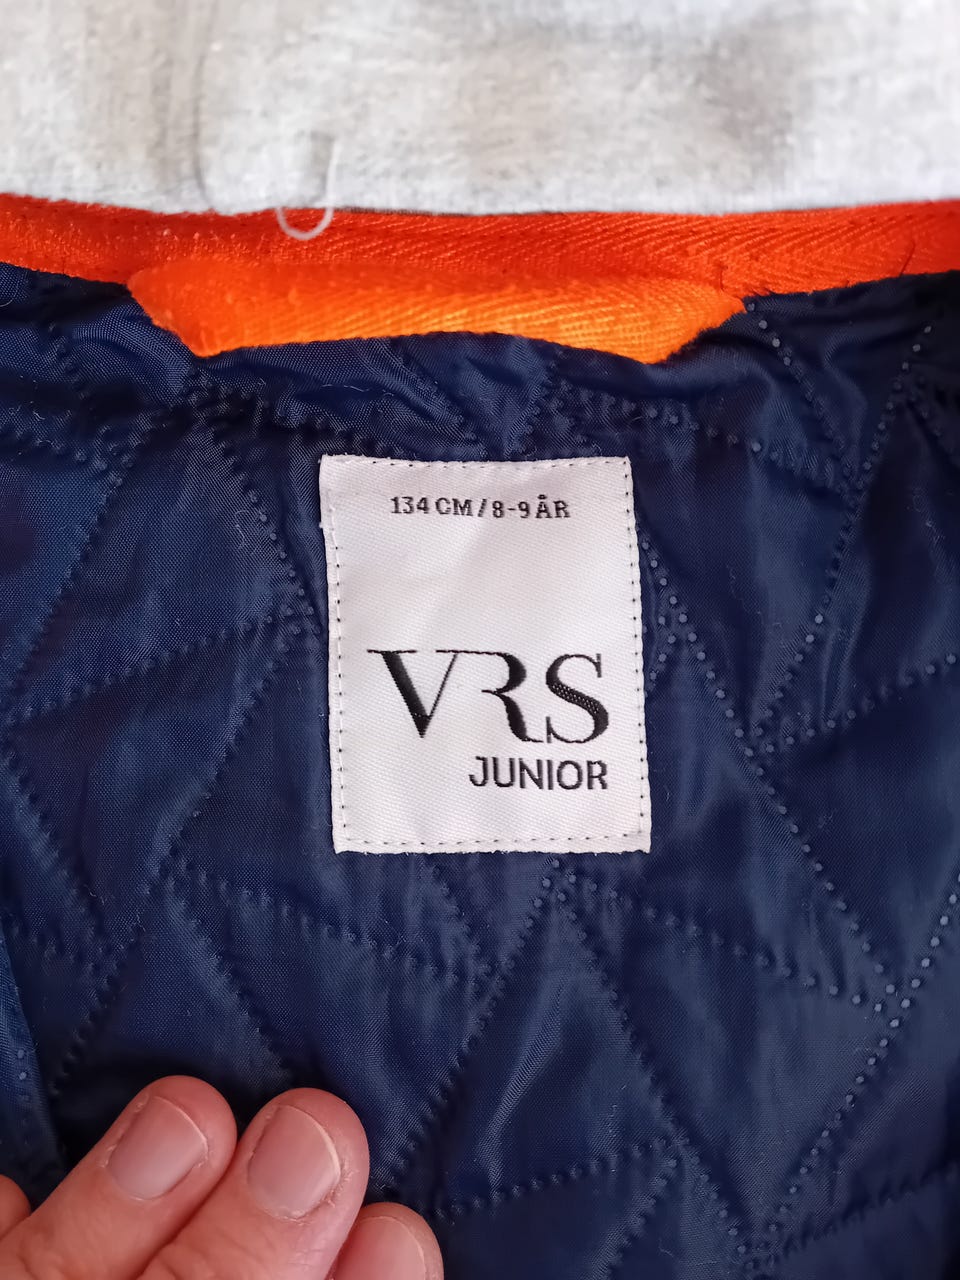 134 CM / 8-9 ÅR
VRS
JUNIOR